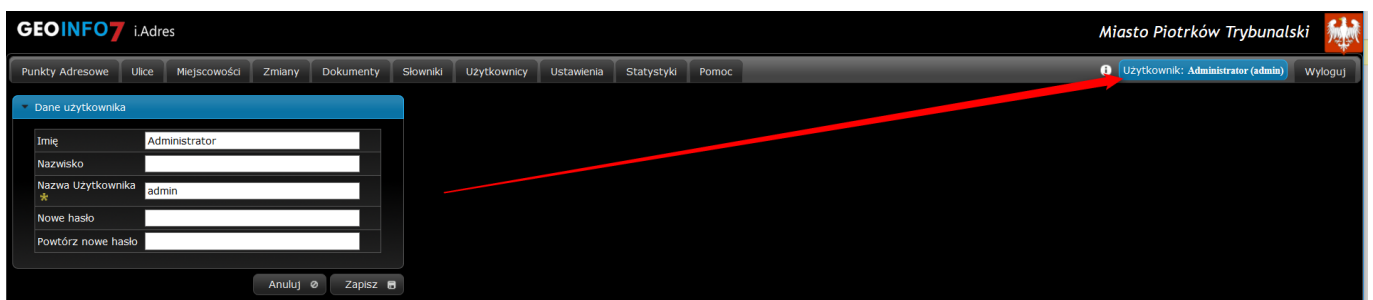 GEOINFO7 i.Adres
Miasto Piotrków Trybunalski
Punkty Adresowe Ulice Miejscowości Zmiany Dokumenty Słowniki Użytkownicy Ustawienia Statystyki Pomoc
Użytkownik: Administrator (admin) Wyloguj
Dane użytkownika
Imię Administrator
Nazwisko
Nazwa Użytkownika * admin
Nowe hasło
Powtórz nowe hasło
Anuluj Zapisz